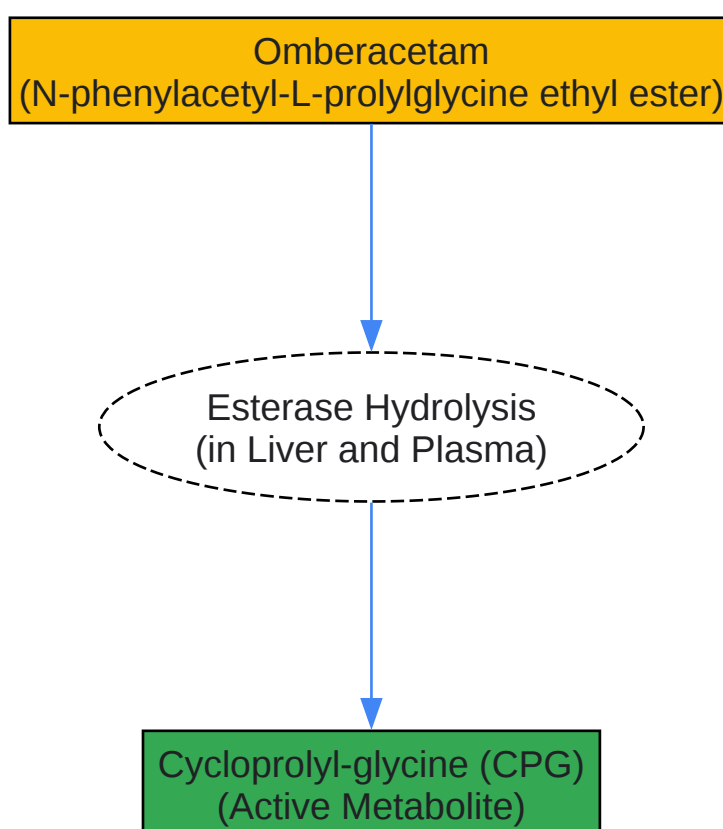 Omberacetam
(N-phenylacetyl-L-prolylglycine ethyl ester)
Esterase Hydrolysis
(in Liver and Plasma)
Cycloprolyl-glycine (CPG)
(Active Metabolite)